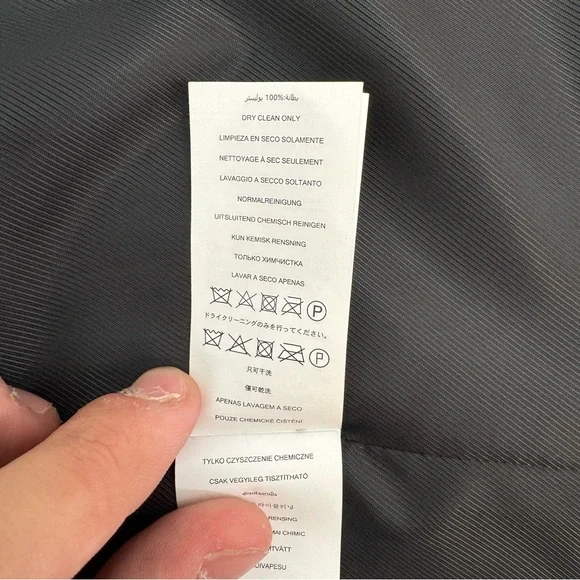 بطانة:%100 بوليستر
DRY CLEAN ONLY
LIMPIEZA EN SECO SOLAMENTE
NETTOYAGE À SEC SEULEMENT
LAVAGGIO A SECCO SOLTANTO
NORMALREINIGUNG
UITSLUITEND CHEMISCH REINIGEN
KUN KEMISK RENSNING
ТОЛЬКО ХИМЧИСТКА
LAVAR A SECO APENAS
P
ドライクリーニングのみを行ってください。
P
只可干洗
僅可乾洗
APENAS LAVAGEM A SECO
POUZE CHEMICKÉ ČIŠTĚNÍ
TYLKO CZYSZCZENIE CHEMICZNE
CSAK VEGYILEG TISZTÍTHATÓ
RENSING
CHIMIC